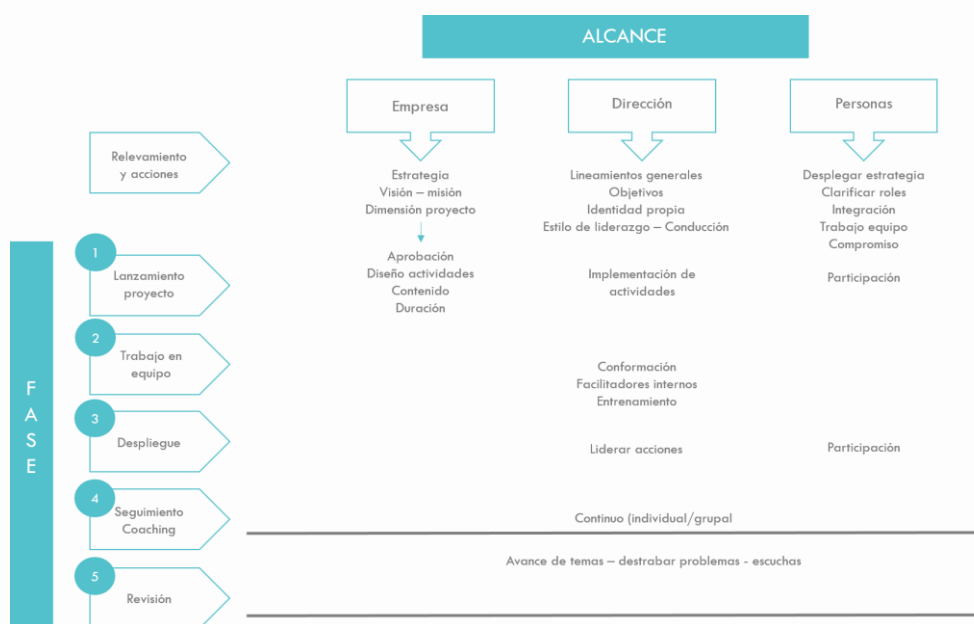 ALCANCE
Empresa
Dirección
Personas
Relevamiento
y acciones
Estrategia
Visión – misión
Dimensión proyecto
Lineamientos generales
Objetivos
Identidad propia
Estilo de liderazgo – Conducción
Desplegar estrategia
Clarificar roles
Integración
Trabajo equipo
Compromiso
FASE
1
Lanzamiento
proyecto
Aprobación
Diseño actividades
Contenido
Duración
Implementación de
actividades
Participación
2
Trabajo en
equipo
Conformación
Facilitadores internos
Entrenamiento
3
Despliegue
Liderar acciones
Participación
4
Seguimiento
Coaching
Continuo (individual/grupal
5
Revisión
Avance de temas – destrabar problemas - escuchas